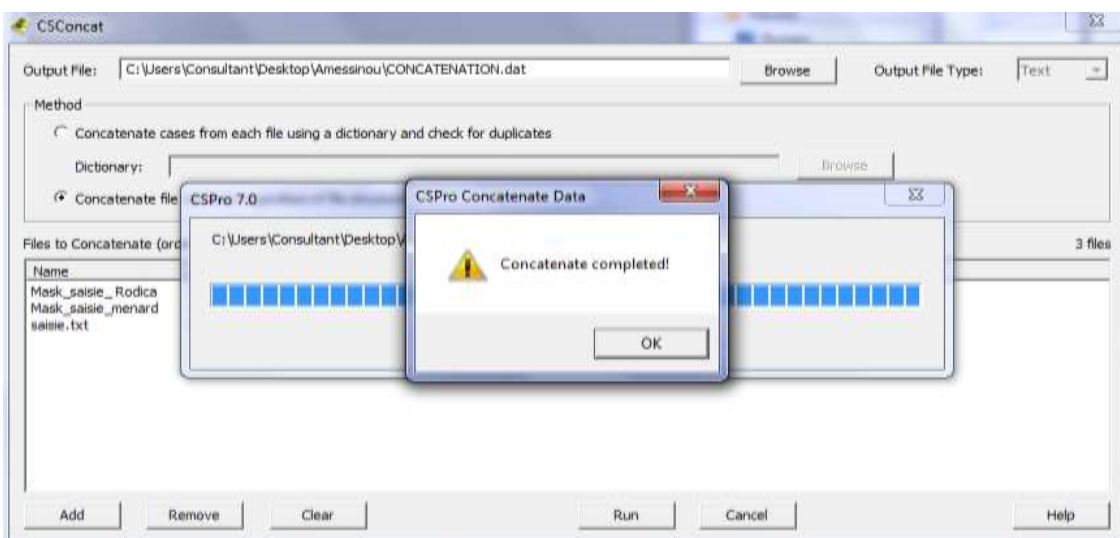 CSConcat
Output File: C:\Users\Consultant\Desktop\Amessinou\CONCATENATION.dat Browse Output File Type: Text
Method
Concatenate cases from each file using a dictionary and check for duplicates
Dictionary: Browse
Concatenate file
CSPro 7.0
CSPro Concatenate Data
C:\Users\Consultant\Desktop\
Concatenate completed!
OK
Files to Concatenate (ord 3 files
Name
Mask_saisie_ Rodica
Mask_saisie_menard
saisie.txt
Add Remove Clear Run Cancel Help